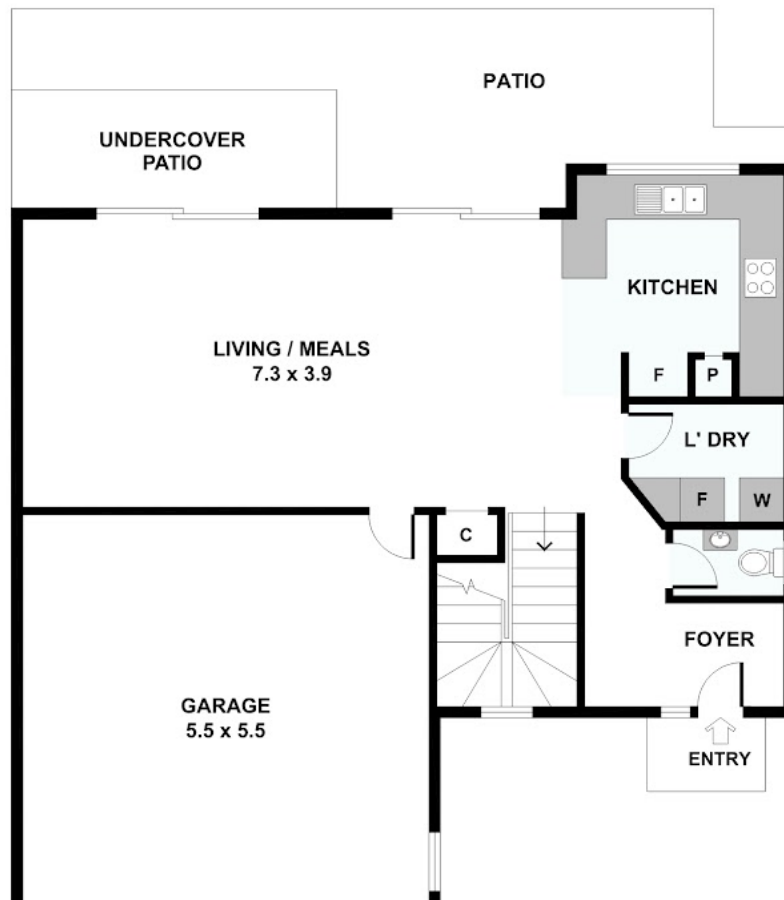 PATIO
UNDERCOVER
PATIO
KITCHEN
LIVING / MEALS
7.3 x 3.9
F
P
L' DRY
F
W
C
FOYER
GARAGE
5.5 x 5.5
ENTRY